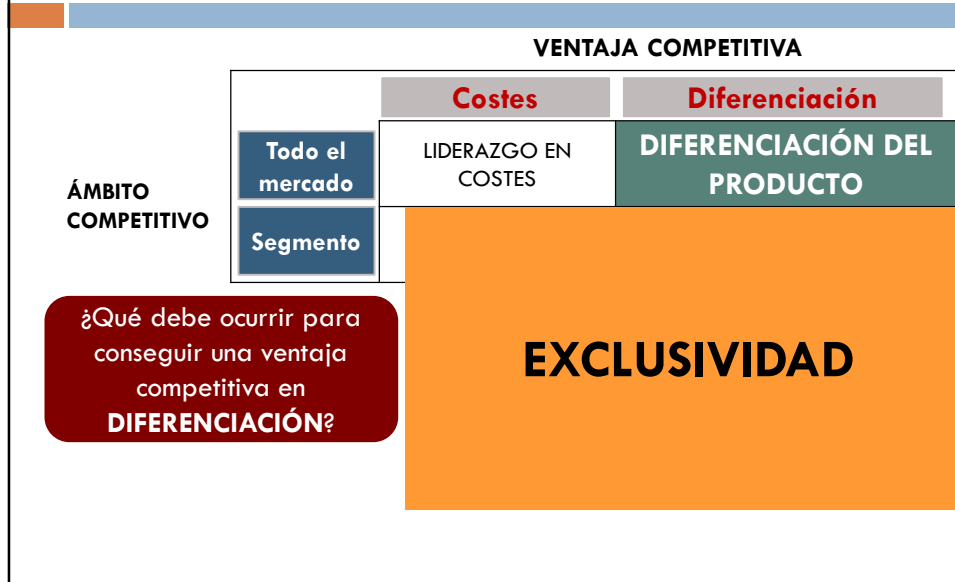 VENTAJA COMPETITIVA
Costes
Diferenciación
Todo el
mercado
LIDERAZGO EN
COSTES
DIFERENCIACIÓN DEL
PRODUCTO
ÁMBITO
COMPETITIVO
Segmento
¿Qué debe ocurrir para
conseguir una ventaja
competitiva en
DIFERENCIACIÓN?
EXCLUSIVIDAD